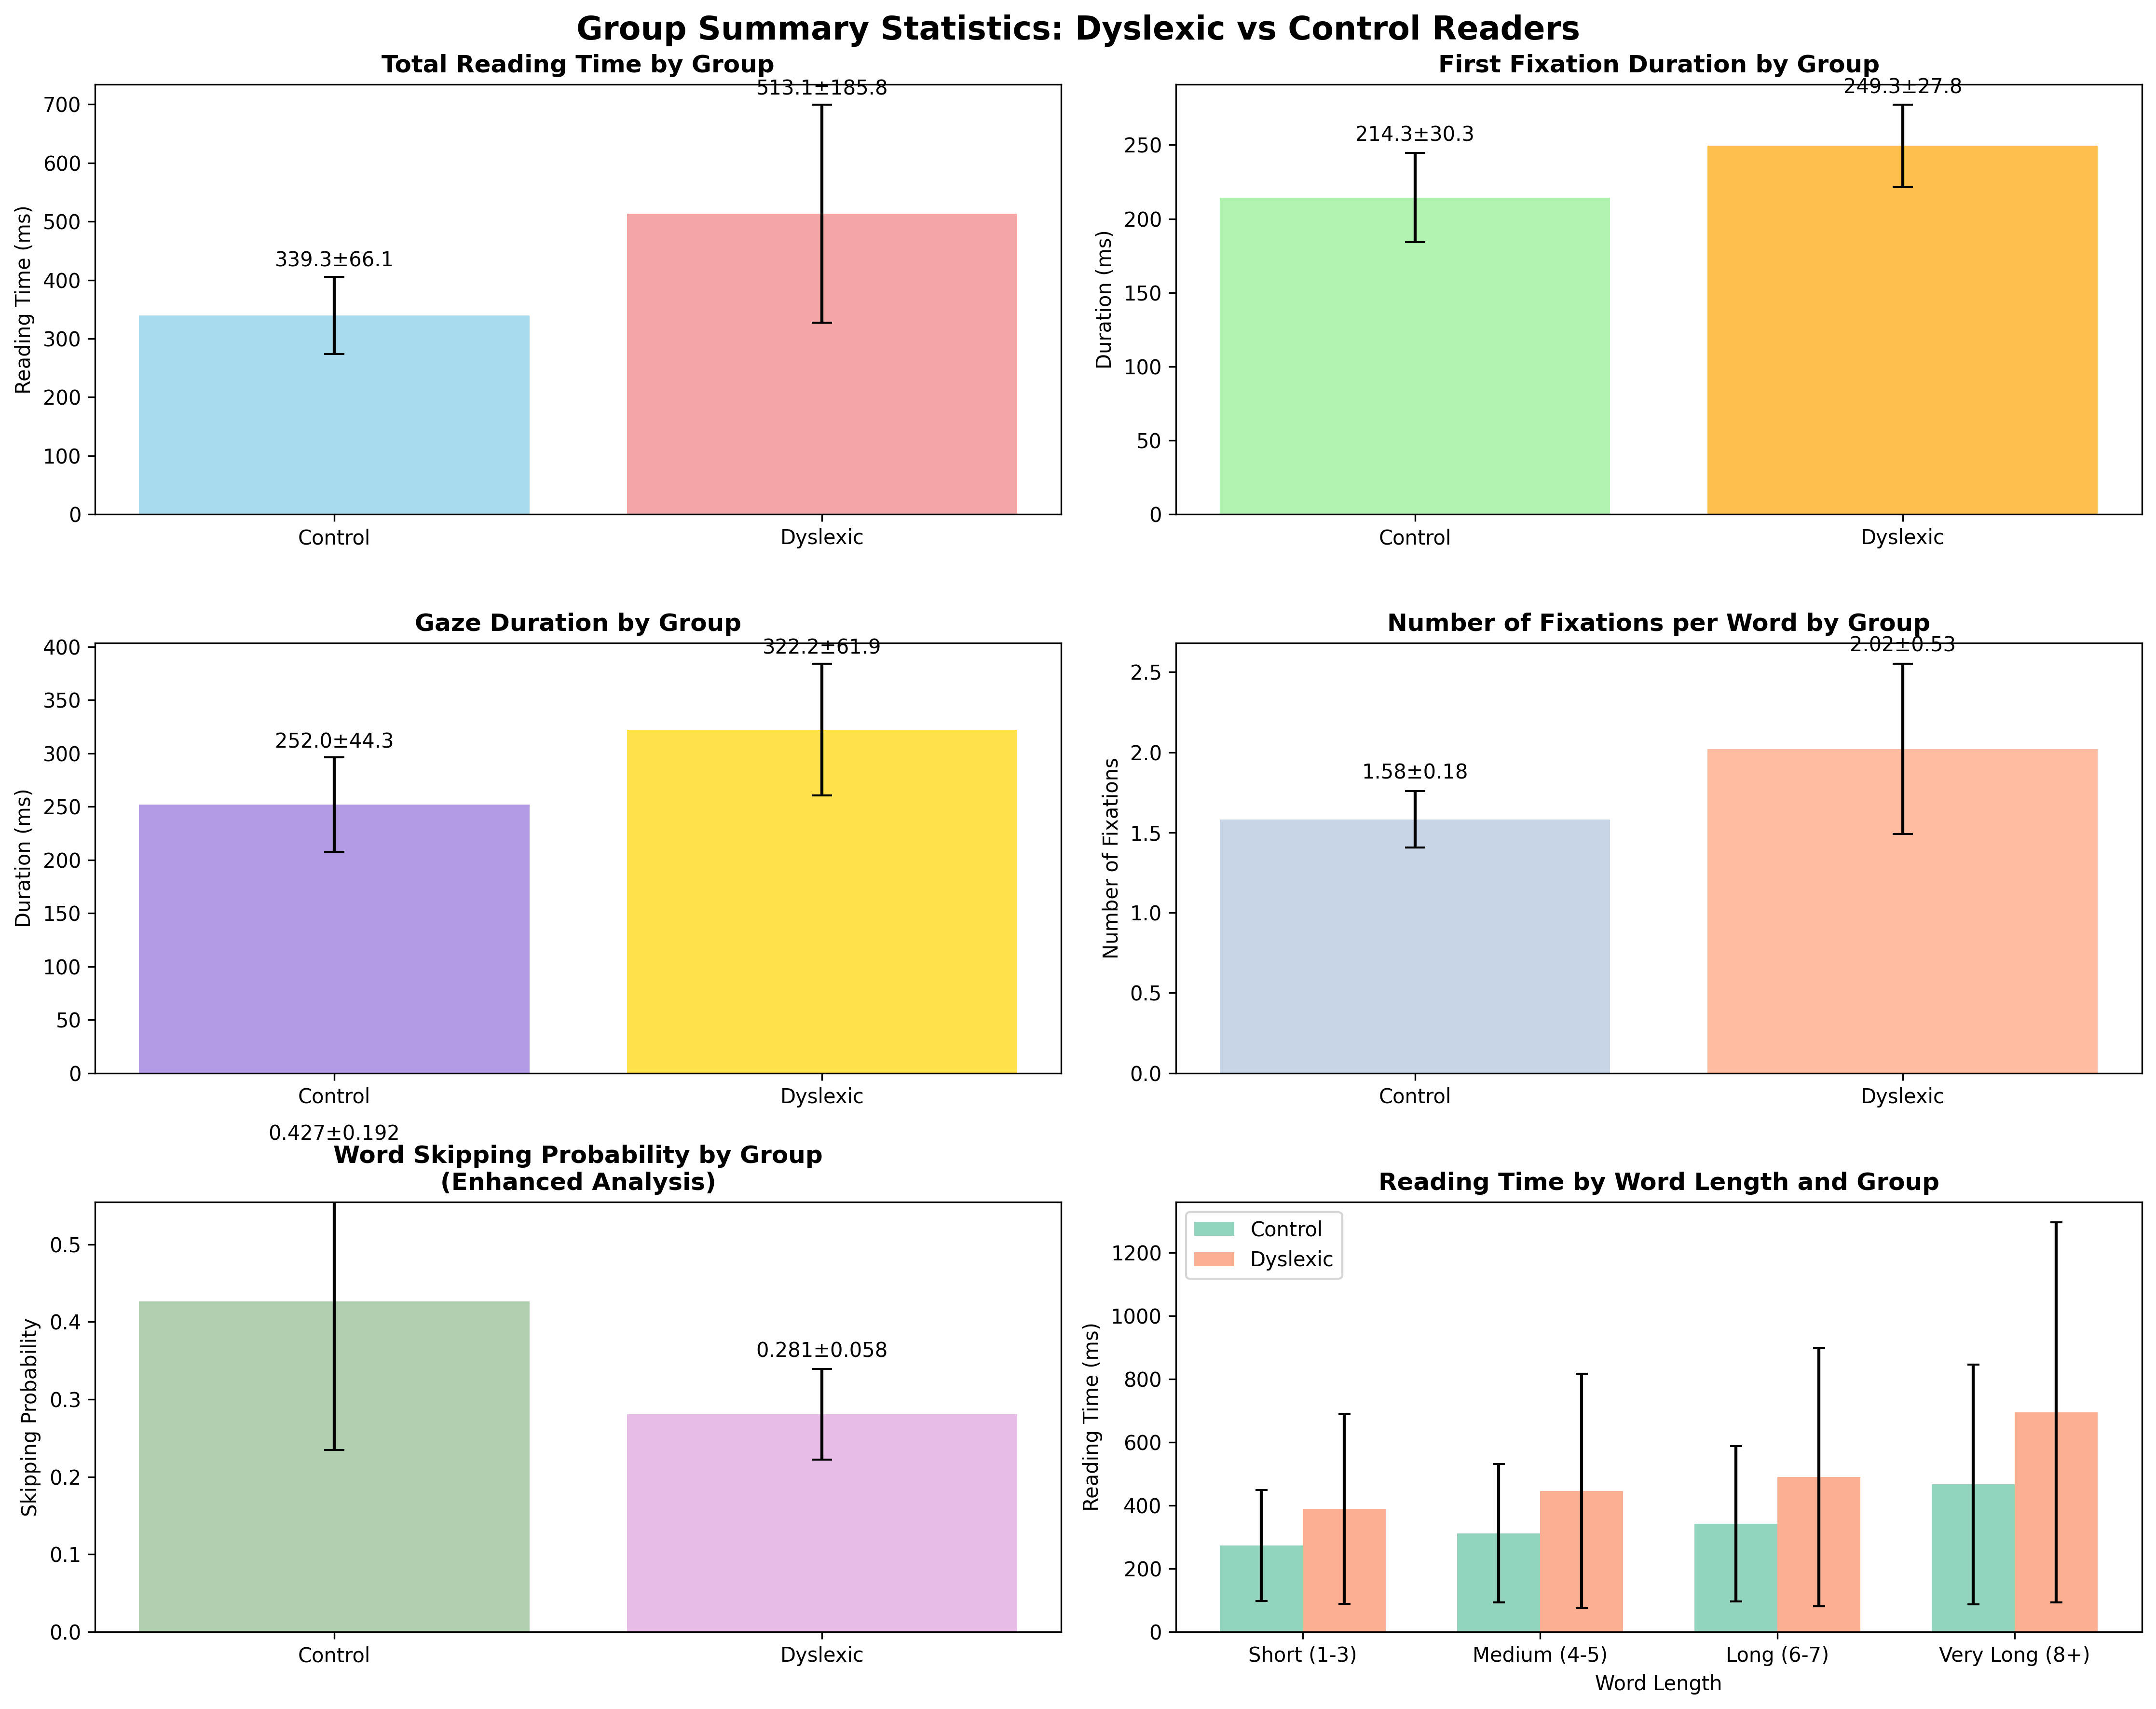 Group Summary Statistics: Dyslexic vs Control Readers
Total Reading Time by Group
513.1±185.8
339.3±66.1
Reading Time (ms)
700
600
500
400
300
200
100
0
Control
Dyslexic
First Fixation Duration by Group
249.3±27.8
214.3±30.3
Duration (ms)
250
200
150
100
50
0
Control
Dyslexic
Gaze Duration by Group
322.2±61.9
252.0±44.3
Duration (ms)
400
350
300
250
200
150
100
50
0
Control
Dyslexic
Number of Fixations per Word by Group
2.02±0.53
1.58±0.18
Number of Fixations
2.5
2.0
1.5
1.0
0.5
0.0
Control
Dyslexic
0.427±0.192
Word Skipping Probability by Group
(Enhanced Analysis)
0.281±0.058
Skipping Probability
0.5
0.4
0.3
0.2
0.1
0.0
Control
Dyslexic
Reading Time by Word Length and Group
Control
Dyslexic
Reading Time (ms)
1200
1000
800
600
400
200
0
Short (1-3)
Medium (4-5)
Long (6-7)
Very Long (8+)
Word Length